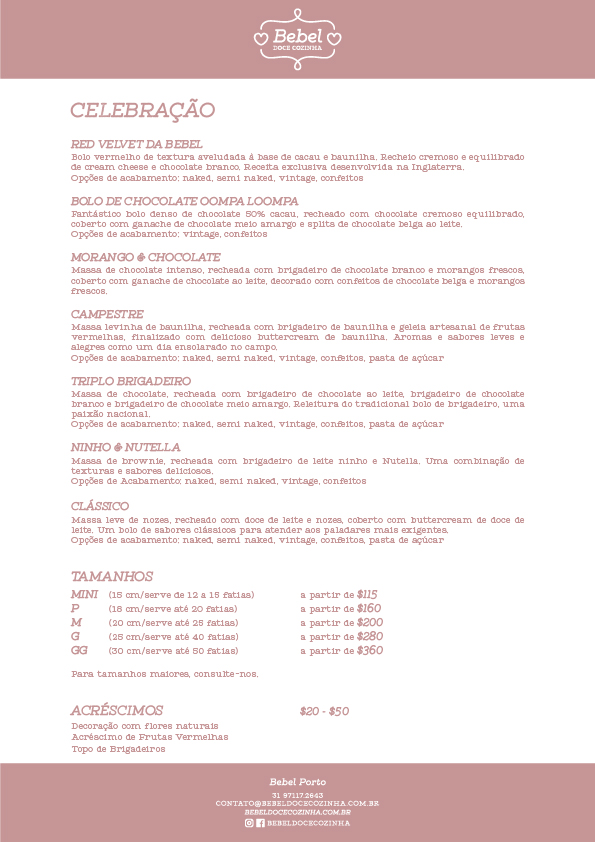 Bebel
DOCE COZINHA
CELEBRAÇÃO
RED VELVET DA BEBEL
Bolo vermelho de textura aveludada à base de cacau e baunilha. Recheio cremoso e equilibrado
de cream cheese e chocolate branco. Receita exclusiva desenvolvida na Inglaterra.
Opções de acabamento: naked, semi naked, vintage, confeitos
BOLO DE CHOCOLATE OOMPA LOOMPA
Fantástico bolo denso de chocolate 50% cacau, recheado com chocolate cremoso equilibrado,
coberto com ganache de chocolate meio amargo e splits de chocolate belga ao leite.
Opções de acabamento: vintage, confeitos
MORANGO & CHOCOLATE
Massa de chocolate intenso, recheada com brigadeiro de chocolate branco e morangos frescos,
coberto com ganache de chocolate ao leite, decorado com confeitos de chocolate belga e morangos
frescos.
CAMPESTRE
Massa levinha de baunilha, recheada com brigadeiro de baunilha e geleia artesanal de frutas
vermelhas, finalizado com delicioso buttercream de baunilha. Aromas e sabores leves e
alegres como um dia ensolarado no campo.
Opções de acabamento: naked, semi naked, vintage, confeitos, pasta de açúcar
TRIPLO BRIGADEIRO
Massa de chocolate, recheada com brigadeiro de chocolate ao leite, brigadeiro de chocolate
branco e brigadeiro de chocolate meio amargo. Releitura do tradicional bolo de brigadeiro, uma
paixão nacional.
Opções de acabamento: naked, semi naked, vintage, confeitos, pasta de açúcar
NINHO & NUTELLA
Massa de brownie, recheada com brigadeiro de leite ninho e Nutella. Uma combinação de
texturas e sabores deliciosos.
Opções de Acabamento: naked, semi naked, vintage, confeitos
CLÁSSICO
Massa leve de nozes, recheado com doce de leite e nozes, coberto com buttercream de doce de
leite. Um bolo de sabores clássicos para atender aos paladares mais exigentes.
Opções de acabamento: naked, semi naked, vintage, confeitos, pasta de açúcar
TAMANHOS
MINI (15 cm/serve de 12 a 15 fatias) a partir de $115
P (18 cm/serve até 20 fatias) a partir de $160
M (20 cm/serve até 25 fatias) a partir de $200
G (25 cm/serve até 40 fatias) a partir de $280
GG (30 cm/serve até 50 fatias) a partir de $360
Para tamanhos maiores, consulte-nos.
ACRÉSCIMOS $20 - $50
Decoração com flores naturais
Acréscimo de Frutas Vermelhas
Topo de Brigadeiros
Bebel Porto
31 97117.2643
CONTATO@BEBELDOCECOZINHA.COM.BR
BEBELDOCECOZINHA.COM.BR
BEBELDOCECOZINHA